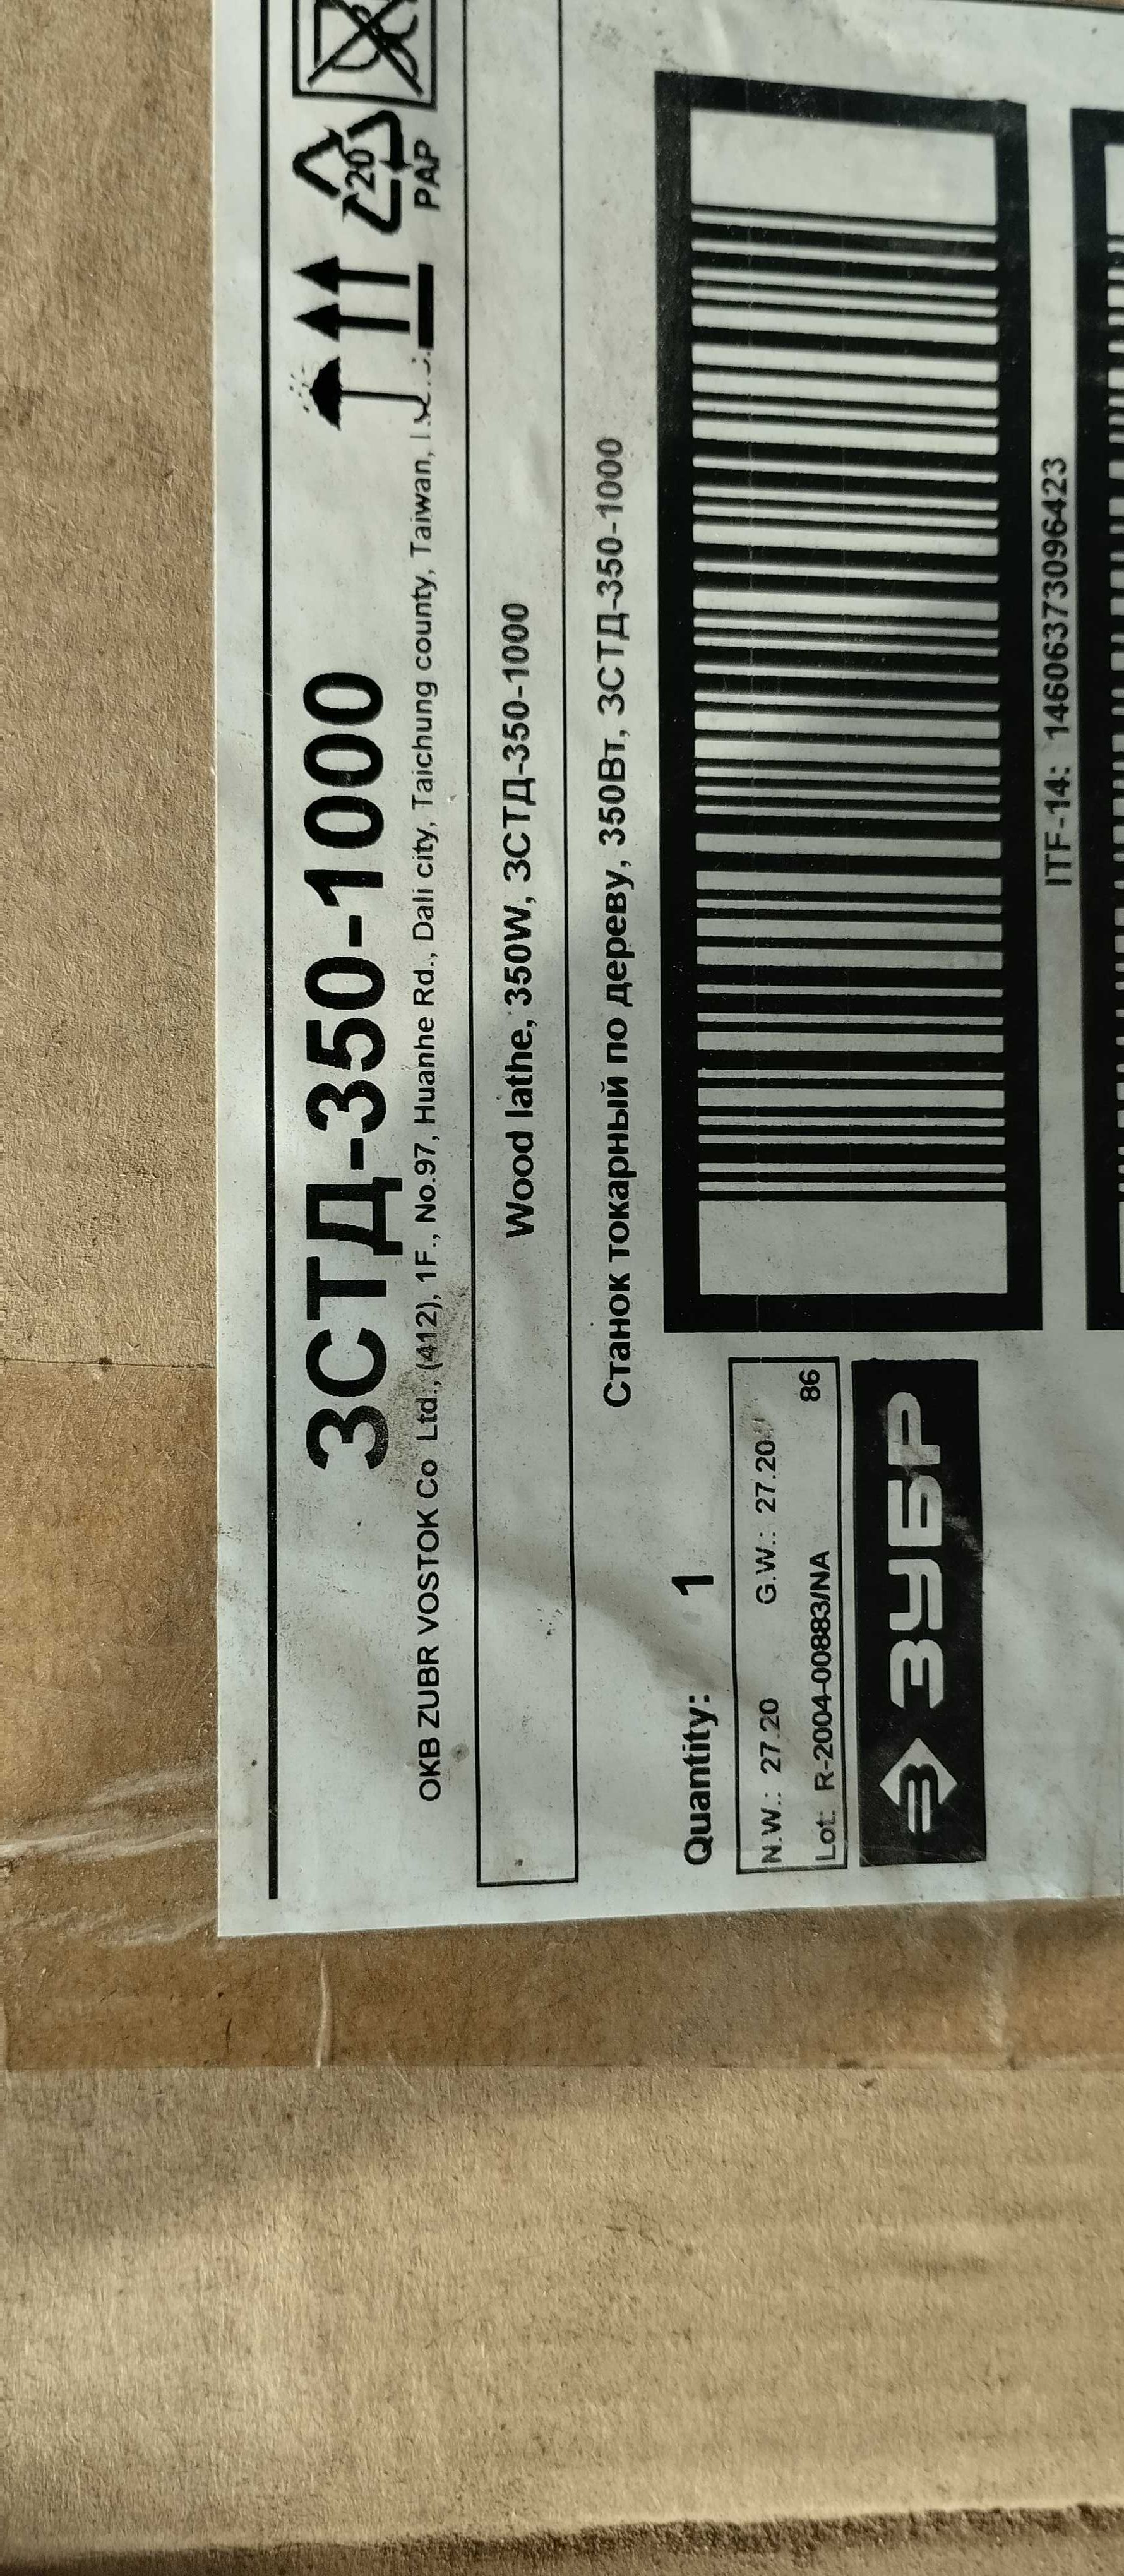 ЗСТД-350-1000
OKB ZUBR VOSTOK Co Ltd., (412), 1F., No.97, Huanhe Rd., Dali city, Taichung county, Taiwan,
20
PAP
Wood lathe, 350W, ЗСТД-350-1000
Станок токарный по дереву, 350Вт, ЗСТД-350-1000
Quantity: 1
N.W.: 27.20 G.W.: 27.20
Lot: R-2004-00883/NA 86
ЗУБР
ITF-14: 14606373096423